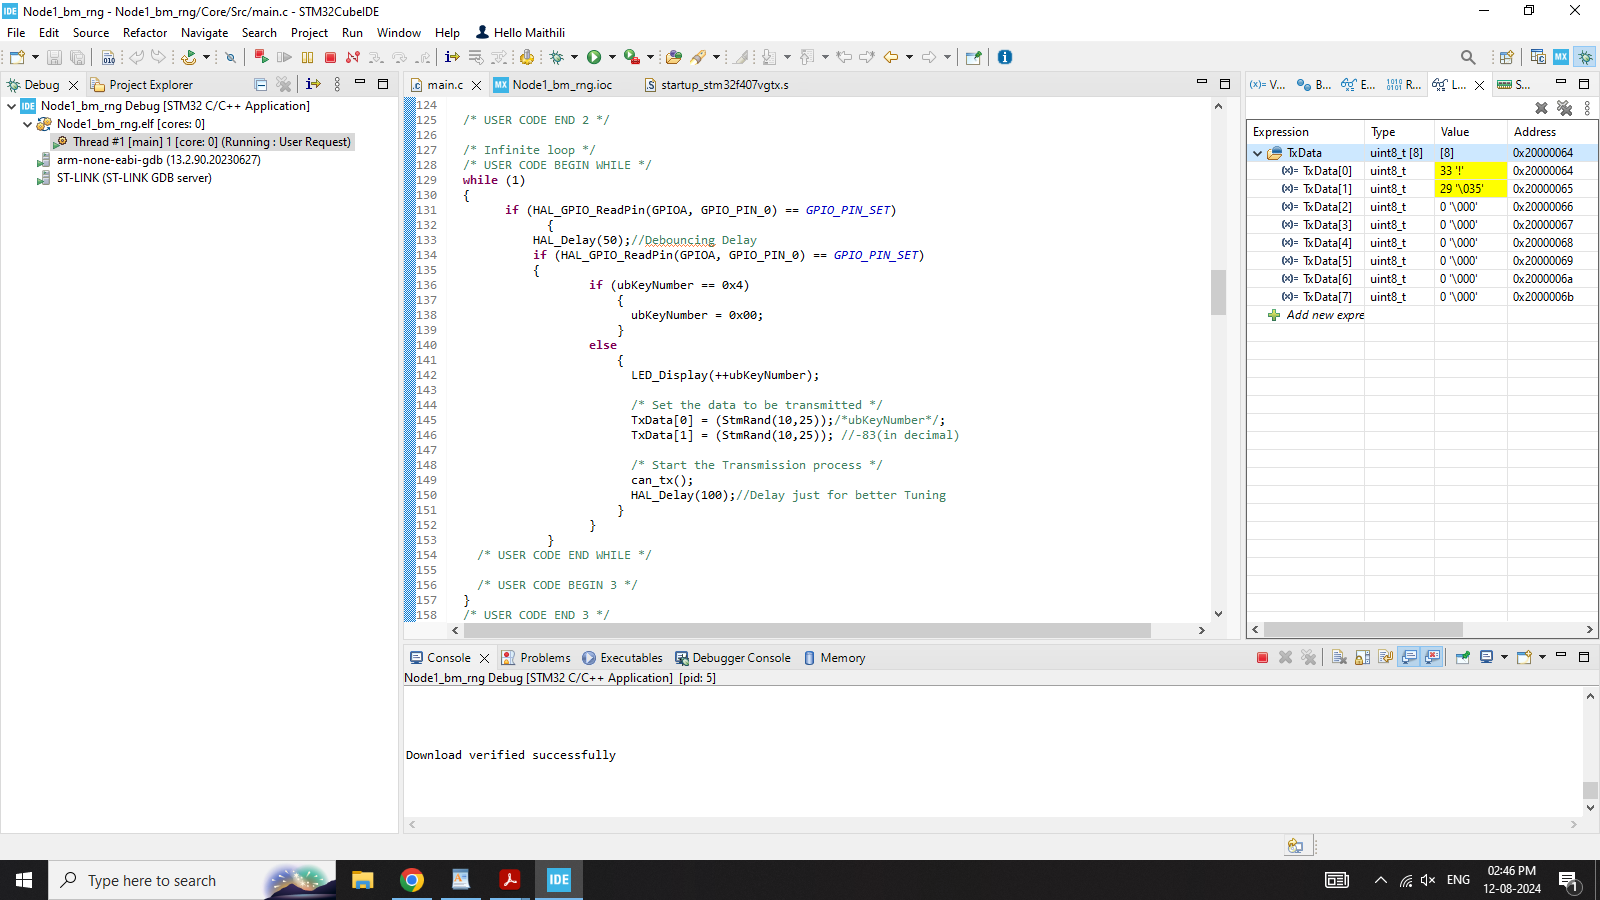 IDE Node1_bm_rng - Node1_bm_rng/Core/Src/main.c - STM32CubeIDE
File Edit Source Refactor Navigate Search Project Run Window Help Hello Maithili
Debug Project Explorer
IDE Node1_bm_rng Debug [STM32 C/C++ Application]
Node1_bm_rng.elf [cores: 0]
Thread #1 [main] 1 [core: 0] (Running : User Request)
arm-none-eabi-gdb (13.2.90.20230627)
ST-LINK (ST-LINK GDB server)
main.c MX Node1_bm_rng.ioc startup_stm32f407vgtx.s
124
125 /* USER CODE END 2 */
126
127 /* Infinite loop */
128 /* USER CODE BEGIN WHILE */
129 while (1)
130 {
131 if (HAL_GPIO_ReadPin(GPIOA, GPIO_PIN_0) == GPIO_PIN_SET)
132 {
133 HAL_Delay(50);//Debouncing Delay
134 if (HAL_GPIO_ReadPin(GPIOA, GPIO_PIN_0) == GPIO_PIN_SET)
135 {
136 if (ubKeyNumber == 0x4)
137 {
138 ubKeyNumber = 0x00;
139 }
140 else
141 {
142 LED_Display(++ubKeyNumber);
143
144 /* Set the data to be transmitted */
145 TxData[0] = (StmRand(10,25));/*ubKeyNumber*/;
146 TxData[1] = (StmRand(10,25)); //-83(in decimal)
147
148 /* Start the Transmission process */
149 can_tx();
150 HAL_Delay(100);//Delay just for better Tuning
151 }
152 }
153 }
154 /* USER CODE END WHILE */
155
156 /* USER CODE BEGIN 3 */
157 }
158 /* USER CODE END 3 */
(x)= V... B... E... 1010 0101 R... L... S...
Expression Type Value Address
TxData uint8_t [8] [8] 0x20000064
(x)= TxData[0] uint8_t 33 '!' 0x20000064
(x)= TxData[1] uint8_t 29 '\035' 0x20000065
(x)= TxData[2] uint8_t 0 '\000' 0x20000066
(x)= TxData[3] uint8_t 0 '\000' 0x20000067
(x)= TxData[4] uint8_t 0 '\000' 0x20000068
(x)= TxData[5] uint8_t 0 '\000' 0x20000069
(x)= TxData[6] uint8_t 0 '\000' 0x2000006a
(x)= TxData[7] uint8_t 0 '\000' 0x2000006b
Add new expre
Console Problems Executables Debugger Console Memory
Node1_bm_rng Debug [STM32 C/C++ Application] [pid: 5]
Download verified successfully
Type here to search
IDE
ENG
02:46 PM
12-08-2024
1